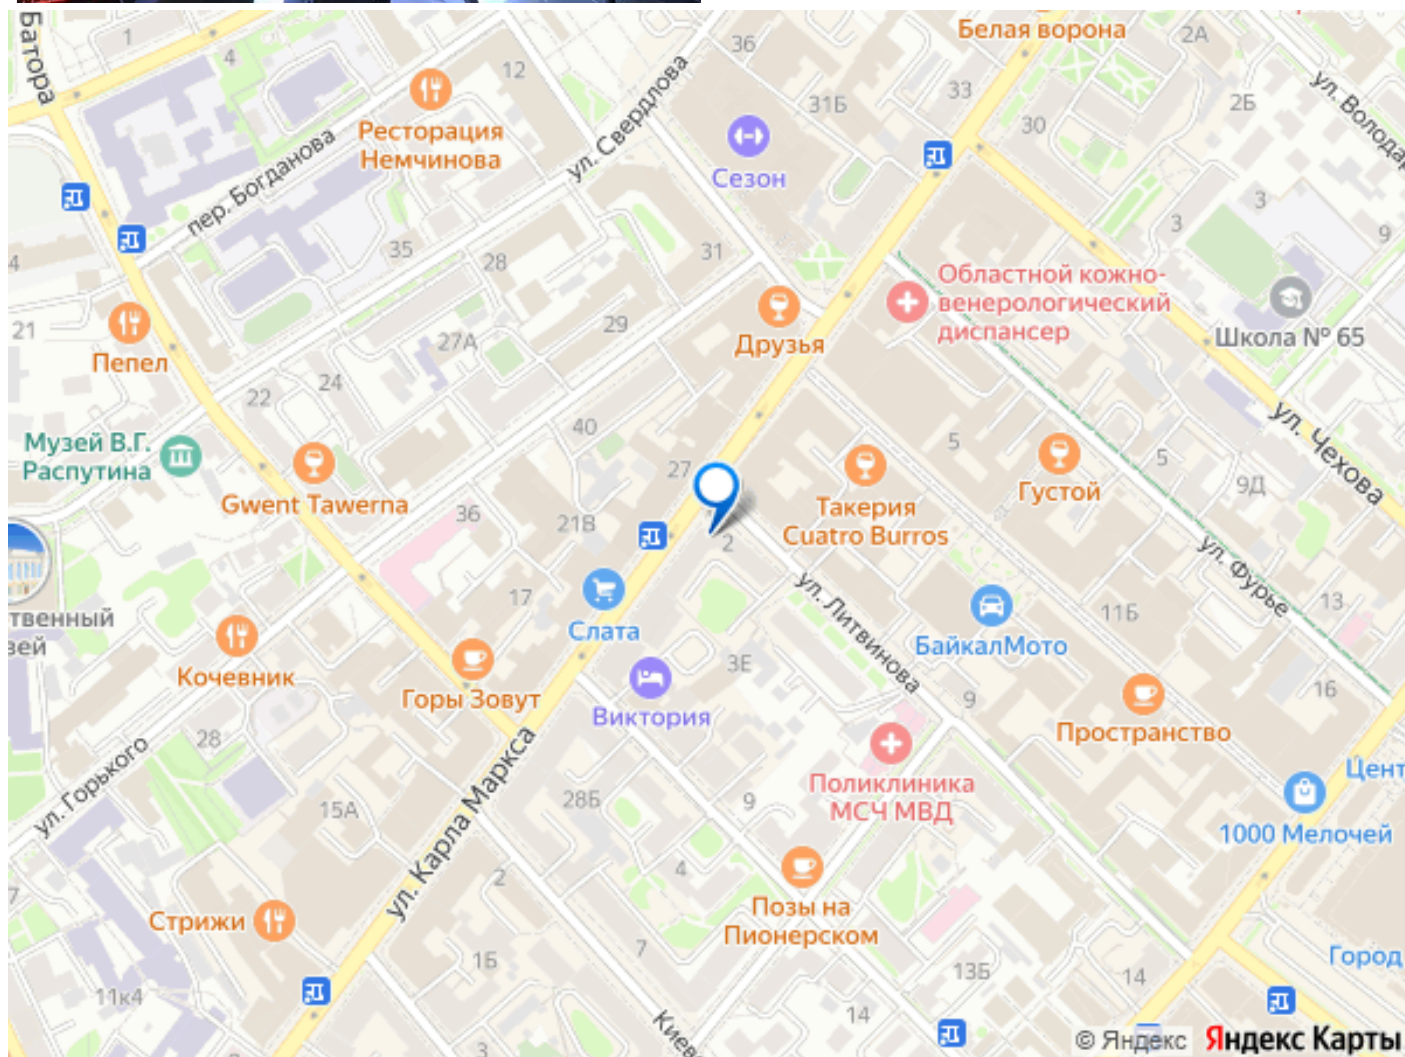 Батора
1
4
12
36
Белая ворона
2А
ул. Володар
2Б
33
31Б
30
Ресторация
Немчинова
ул. Свердлова
пер. Богданова
Сезон
3
3
9
4
35
28
31
Областной кожно-
венерологический
диспансер
Школа № 65
21
Пепел
27А
29
Друзья
22
24
40
Музей В.Г.
Распутина
Gwent Tawerna
27
5
5
9Д
ул. Чехова
Густой
Такерия
Cuatro Burros
36
21В
2
ул. Фурье
твенный
зей
17
Слата
ул. Литвинова
11Б
13
БайкалМото
Кочевник
Горы Зовут
3Е
Виктория
9
16
Пространство
28
ул. Горького
15А
28Б
9
Поликлиника
МСЧ МВД
Цент
1000 Мелочей
ул. Карла Маркса
4
2
Стрижи
Позы на
Пионерском
7
1Б
7
13Б
14
Город
11к4
14
3
Киевс
© Яндекс Яндекс Карты